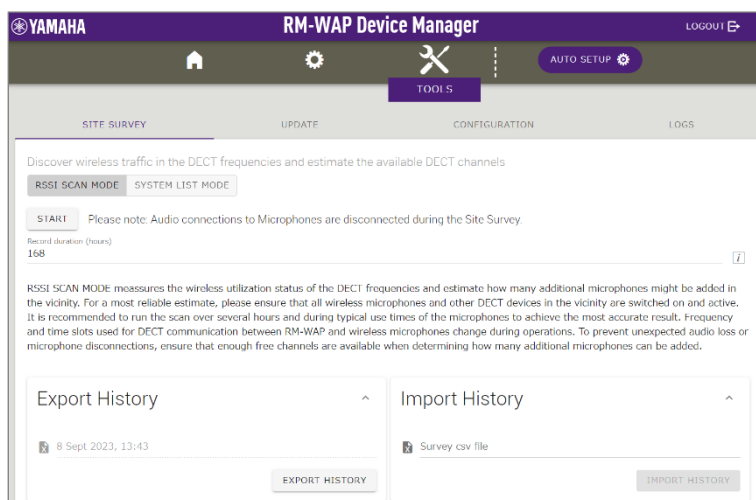 YAMAHA
RM-WAP Device Manager
LOGOUT
AUTO SETUP
TOOLS
SITE SURVEY
UPDATE
CONFIGURATION
LOGS
Discover wireless traffic in the DECT frequencies and estimate the available DECT channels
RSSI SCAN MODE
SYSTEM LIST MODE
START
Please note: Audio connections to Microphones are disconnected during the Site Survey.
Record duration (hours)
168
i
RSSI SCAN MODE meassures the wireless utilization status of the DECT frequencies and estimate how many additional microphones might be added in
the vicinity. For a most reliable estimate, please ensure that all wireless microphones and other DECT devices in the vicinity are switched on and active.
It is recommended to run the scan over several hours and during typical use times of the microphones to achieve the most accurate result. Frequency
and time slots used for DECT communication between RM-WAP and wireless microphones change during operations. To prevent unexpected audio loss or
microphone disconnections, ensure that enough free channels are available when determining how many additional microphones can be added.
Export History
8 Sept 2023, 13:43
EXPORT HISTORY
Import History
Survey csv file
IMPORT HISTORY